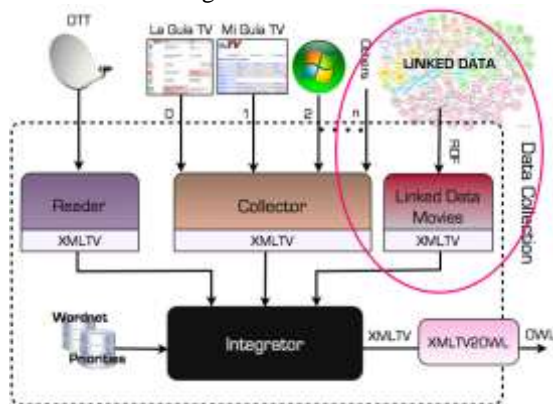 DTT
La Guía TV
Mi Guía TV
Others
LINKED DATA
0
1
2
n
RDF
Data Collection
Reader
XMLTV
Collector
XMLTV
Linked Data
Movies
XMLTV
Wordnet
Priorities
Integrator
XMLTV
XMLTV2OWL
OWL